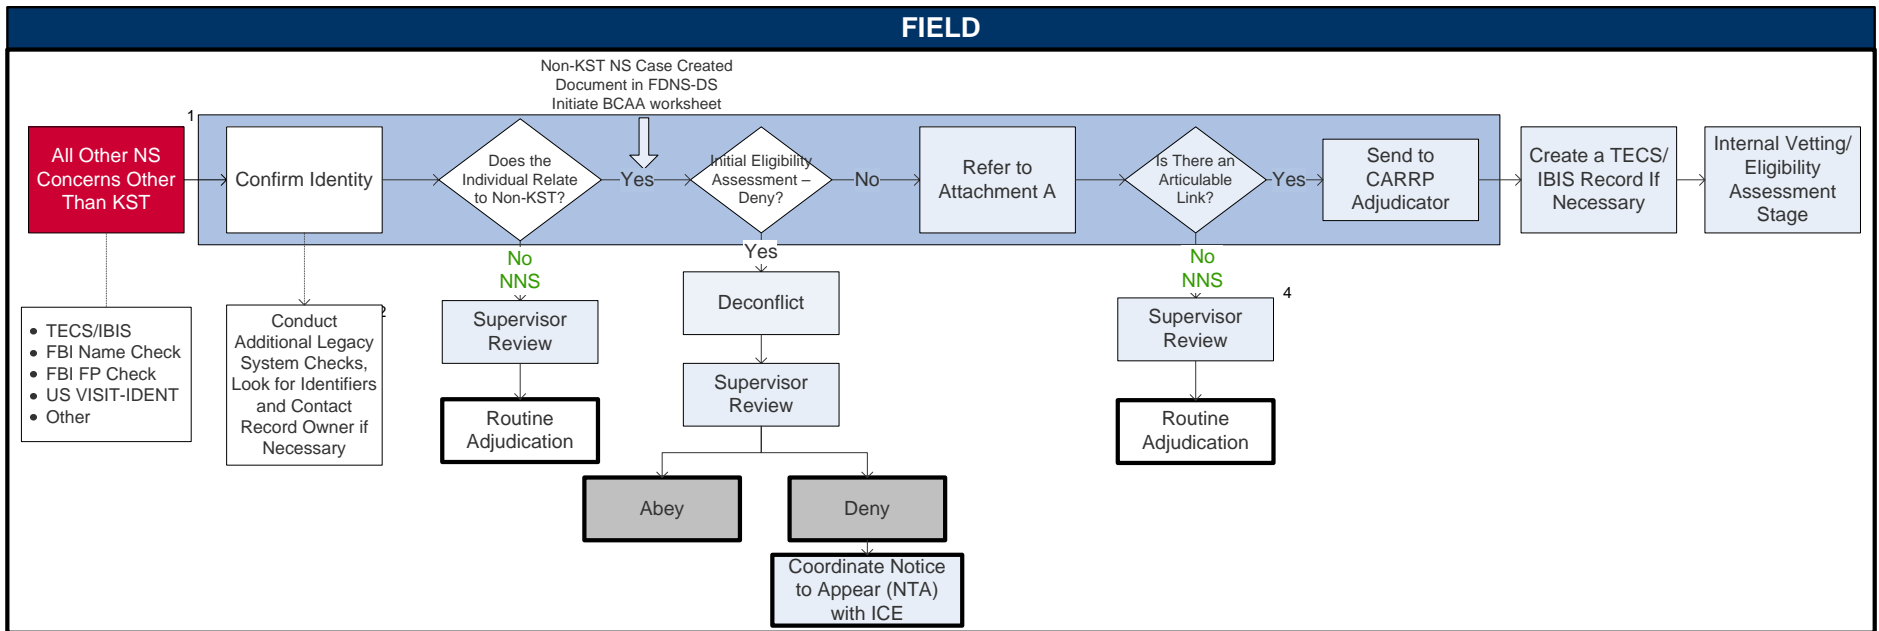 FIELD
Non-KST NS Case Created
Document in FDNS-DS
Initiate BCAA worksheet
1
All Other NS
Concerns Other
Than KST
Confirm Identity
Does the
Individual Relate
to Non-KST?
Yes
Initial Eligibility
Assessment –
Deny?
No
Refer to
Attachment A
Is There an
Articulable
Link?
Yes
Send to
CARRP
Adjudicator
Create a TECS/
IBIS Record If
Necessary
Internal Vetting/
Eligibility
Assessment
Stage
• TECS/IBIS
• FBI Name Check
• FBI FP Check
• US VISIT-IDENT
• Other
2
Conduct
Additional Legacy
System Checks,
Look for Identifiers
and Contact
Record Owner if
Necessary
No
NNS
Supervisor
Review
Routine
Adjudication
Yes
Deconflict
Supervisor
Review
Abey
Deny
Coordinate Notice
to Appear (NTA)
with ICE
No
NNS
4
Supervisor
Review
Routine
Adjudication